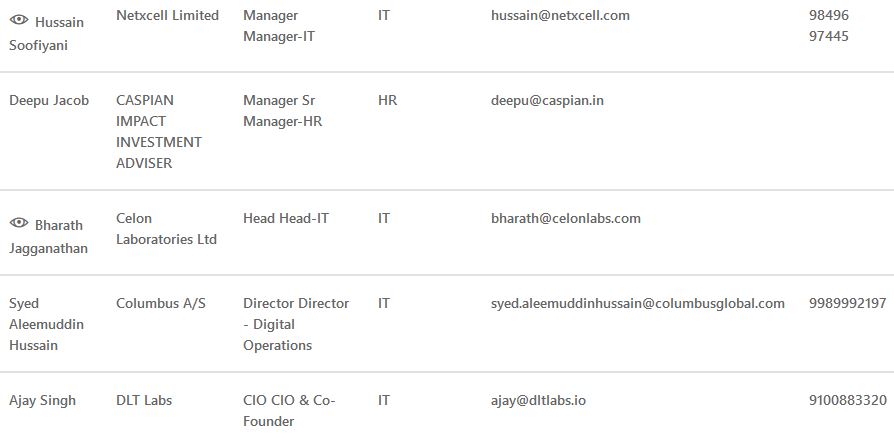 Hussain Soofiyani Netxcell Limited Manager Manager-IT IT hussain@netxcell.com 98496 97445
Deepu Jacob CASPIAN IMPACT INVESTMENT ADVISER Manager Sr Manager-HR HR deepu@caspian.in
Bharath Jagganathan Celon Laboratories Ltd Head Head-IT IT bharath@celonlabs.com
Syed Aleemuddin Hussain Columbus A/S Director Director - Digital Operations IT syed.aleemuddinhussain@columbusglobal.com 9989992197
Ajay Singh DLT Labs CIO CIO & Co-Founder IT ajay@dltlabs.io 9100883320